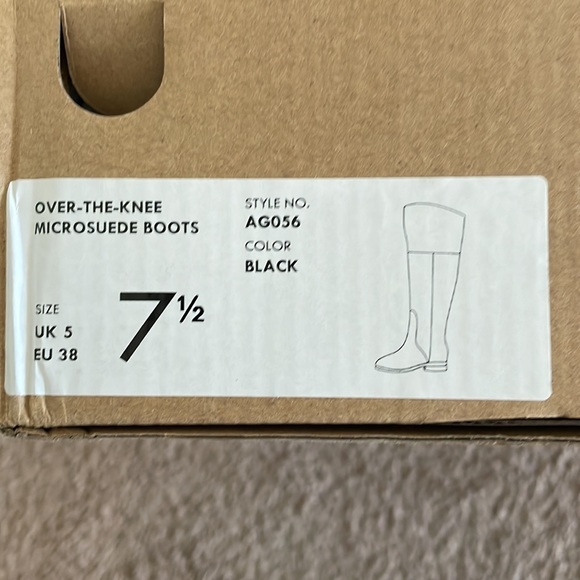 OVER-THE-KNEE
MICROSUEDE BOOTS
STYLE NO.
AG056
COLOR
BLACK
SIZE
UK 5
EU 38
7½